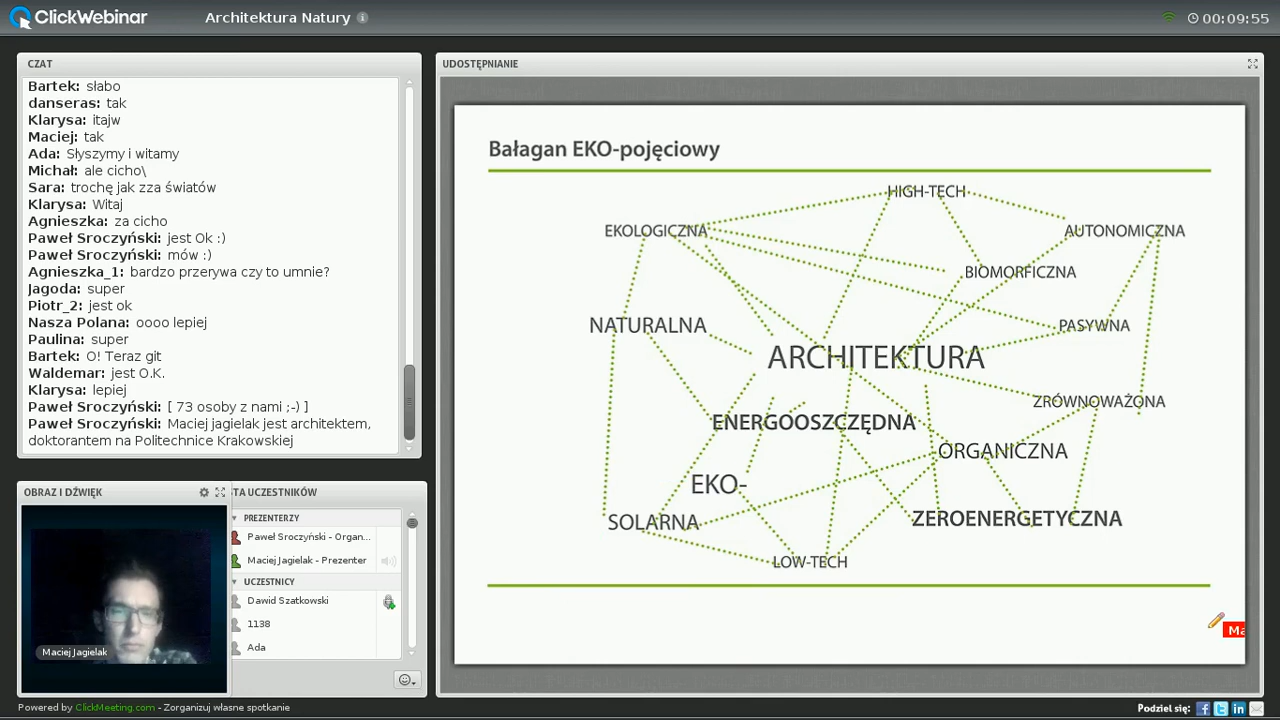 ClickWebinar
Architektura Natury
00:09:55
CZAT
Bartek: słabo
danseras: tak
Klarysa: itajw
Maciej: tak
Ada: Słyszymy i witamy
Michał: ale cicho\
Sara: trochę jak zza światów
Klarysa: Witaj
Agnieszka: za cicho
Paweł Sroczyński: jest Ok :)
Paweł Sroczyński: mów :)
Agnieszka_1: bardzo przerywa czy to umnie?
Jagoda: super
Piotr_2: jest ok
Nasza Polana: oooo lepiej
Paulina: super
Bartek: O! Teraz git
Waldemar: jest O.K.
Klarysa: lepiej
Paweł Sroczyński: [ 73 osoby z nami ;-) ]
Paweł Sroczyński: Maciej jagielak jest architektem,
doktorantem na Politechnice Krakowskiej
OBRAZ I DŹWIĘK
Maciej Jagielak
TA UCZESTNIKÓW
PREZENTERZY
Paweł Sroczyński - Organ...
Maciej Jagielak - Prezenter
UCZESTNICY
Dawid Szatkowski
1138
Ada
UDOSTĘPNIANIE
Bałagan EKO-pojęciowy
HIGH-TECH
EKOLOGICZNA
AUTONOMICZNA
BIOMORFICZNA
NATURALNA
PASYWNA
ARCHITEKTURA
ZRÓWNOWAŻONA
ENERGOOSZCZĘDNA
ORGANICZNA
EKO-
SOLARNA
ZEROENERGETYCZNA
LOW-TECH
Ma
Powered by ClickMeeting.com - Zorganizuj własne spotkanie
Podziel się: